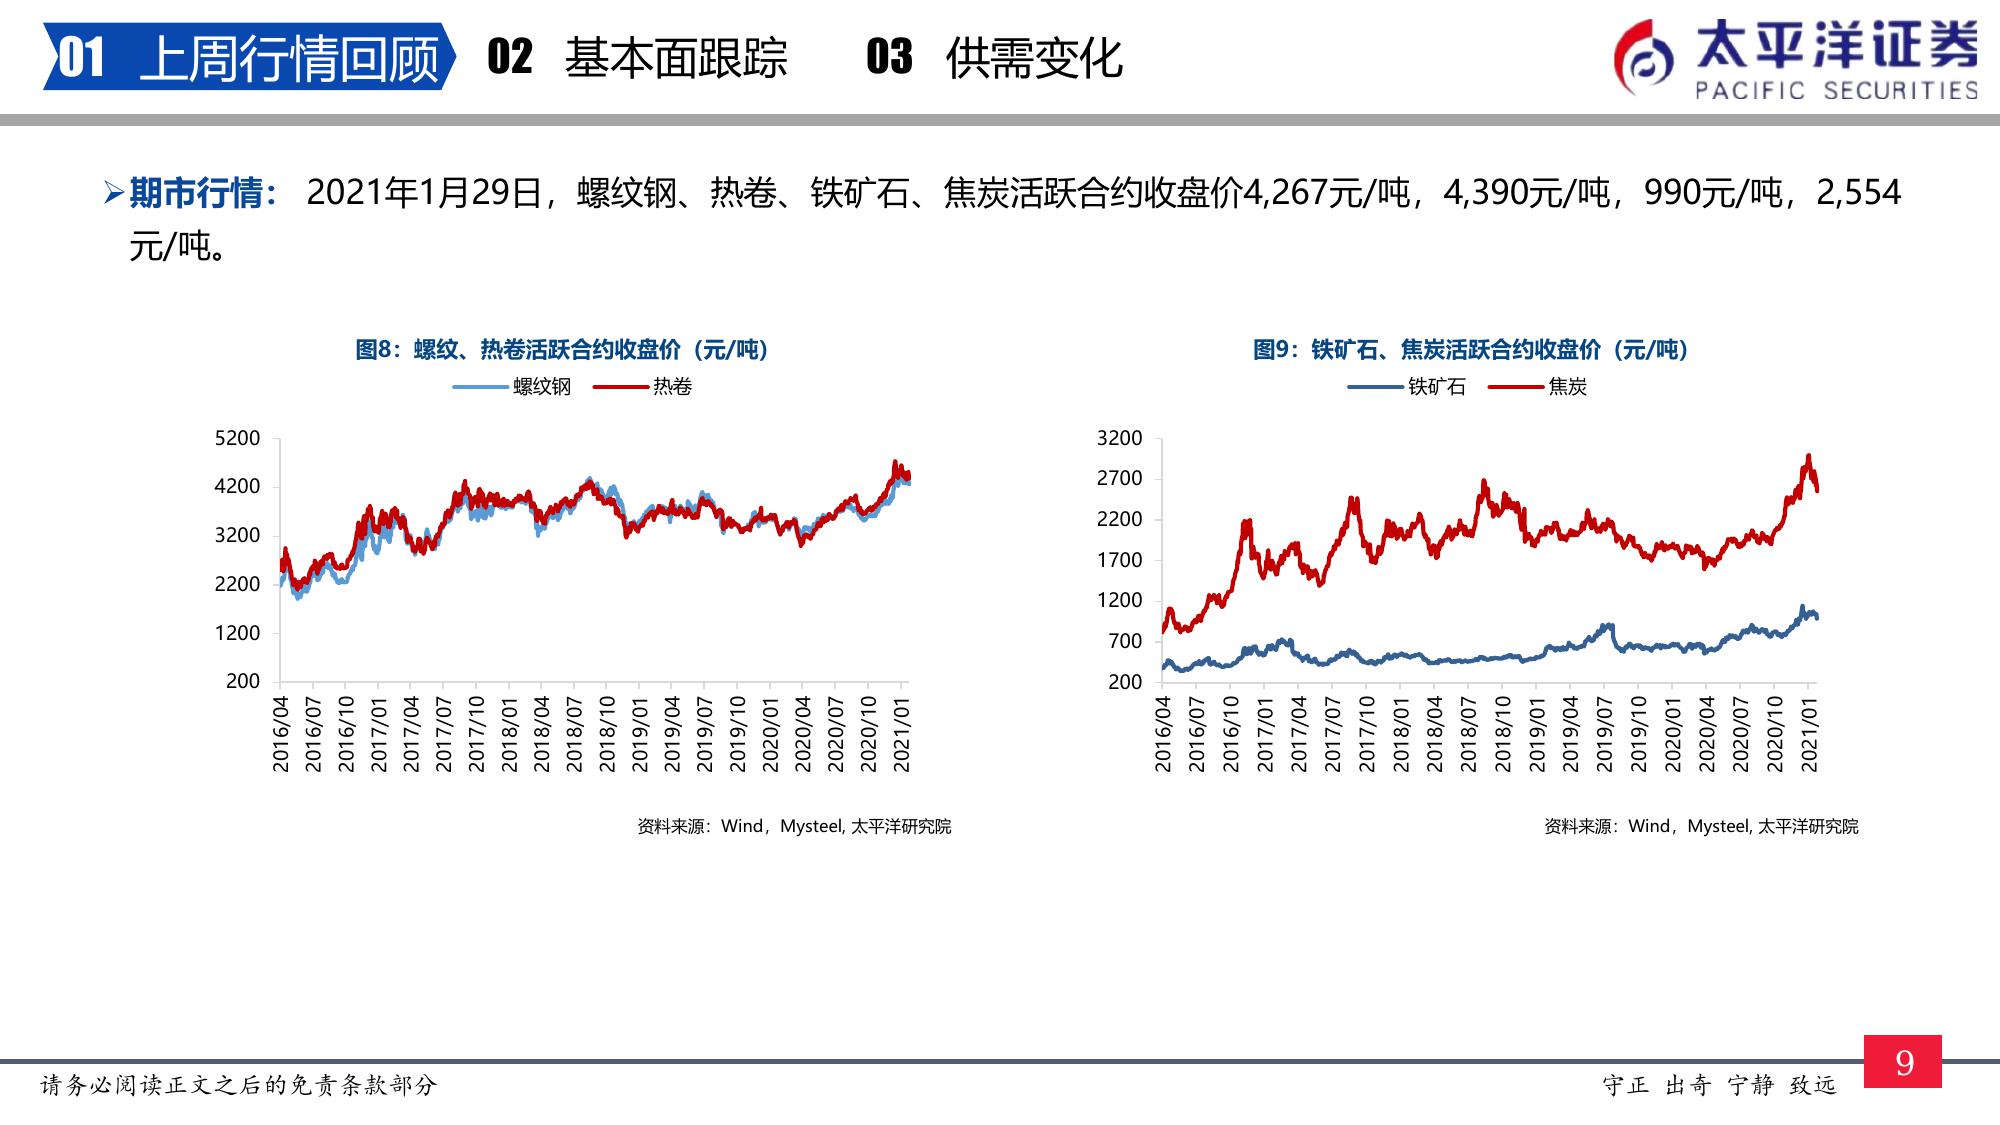 01 上周行情回顾 02 基本面跟踪 03 供需变化
太平洋证券
PACIFIC SECURITIES
➢期市行情： 2021年1月29日，螺纹钢、热卷、铁矿石、焦炭活跃合约收盘价4,267元/吨，4,390元/吨，990元/吨，2,554
元/吨。
图8：螺纹、热卷活跃合约收盘价（元/吨）
螺纹钢 热卷
5200
4200
3200
2200
1200
200
2016/04 2016/07 2016/10 2017/01 2017/04 2017/07 2017/10 2018/01 2018/04 2018/07 2018/10 2019/01 2019/04 2019/07 2019/10 2020/01 2020/04 2020/07 2020/10 2021/01
资料来源：Wind，Mysteel, 太平洋研究院
图9：铁矿石、焦炭活跃合约收盘价（元/吨）
铁矿石 焦炭
3200
2700
2200
1700
1200
700
200
2016/04 2016/07 2016/10 2017/01 2017/04 2017/07 2017/10 2018/01 2018/04 2018/07 2018/10 2019/01 2019/04 2019/07 2019/10 2020/01 2020/04 2020/07 2020/10 2021/01
资料来源：Wind，Mysteel, 太平洋研究院
请务必阅读正文之后的免责条款部分
守正 出奇 宁静 致远
9